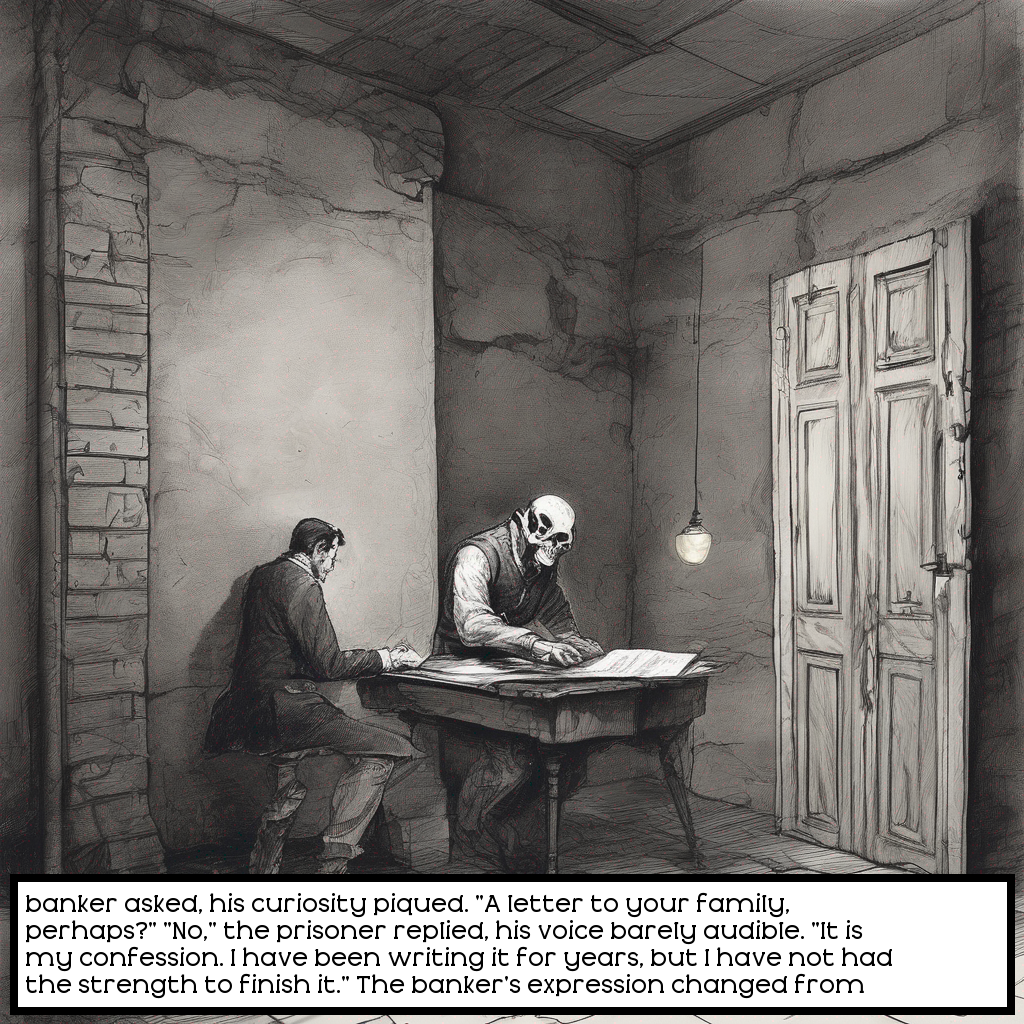 banker asked, his curiosity piqued. "A letter to your family,
perhaps?" "No," the prisoner replied, his voice barely audible. "It is
my confession. I have been writing it for years, but I have not had
the strength to finish it." The banker's expression changed from